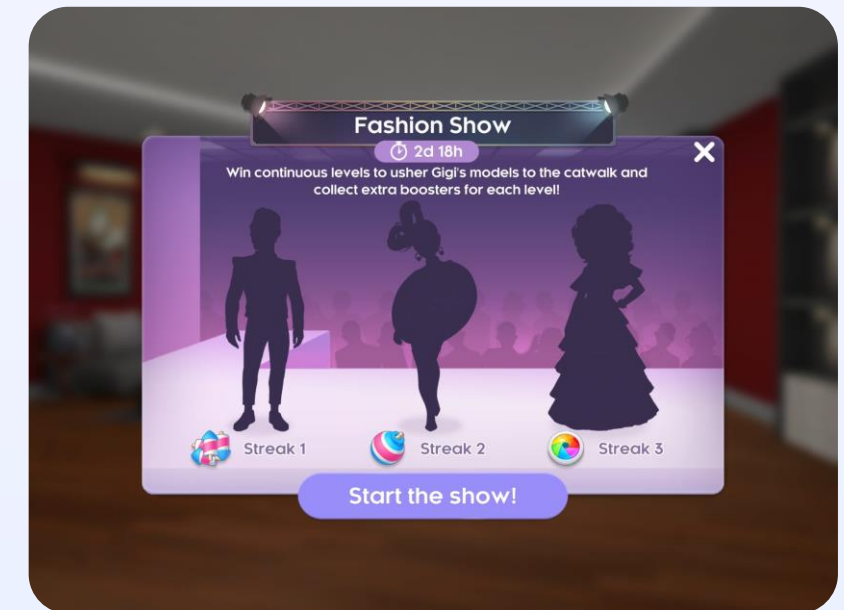 Fashion Show
2d 18h
Win continuous levels to usher Gigi's models to the catwalk and
collect extra boosters for each level!
Streak 1
Streak 2
Streak 3
Start the show!